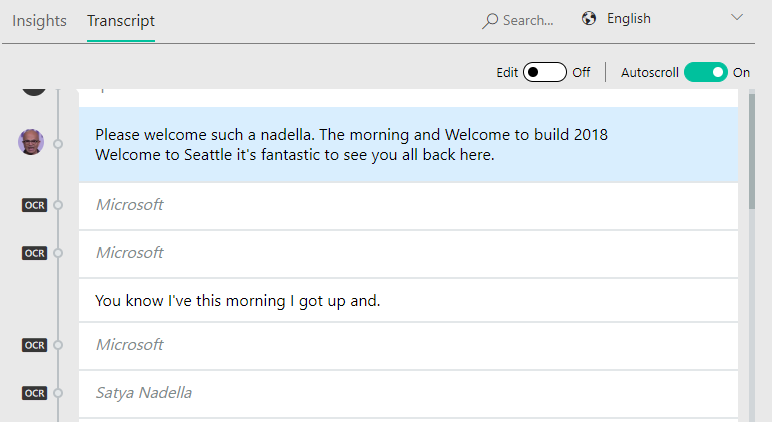 Insights Transcript Search... English
Edit Off Autoscroll On
Please welcome such a nadella. The morning and Welcome to build 2018
Welcome to Seattle it's fantastic to see you all back here.
OCR Microsoft
OCR Microsoft
You know I've this morning I got up and.
OCR Microsoft
OCR Satya Nadella